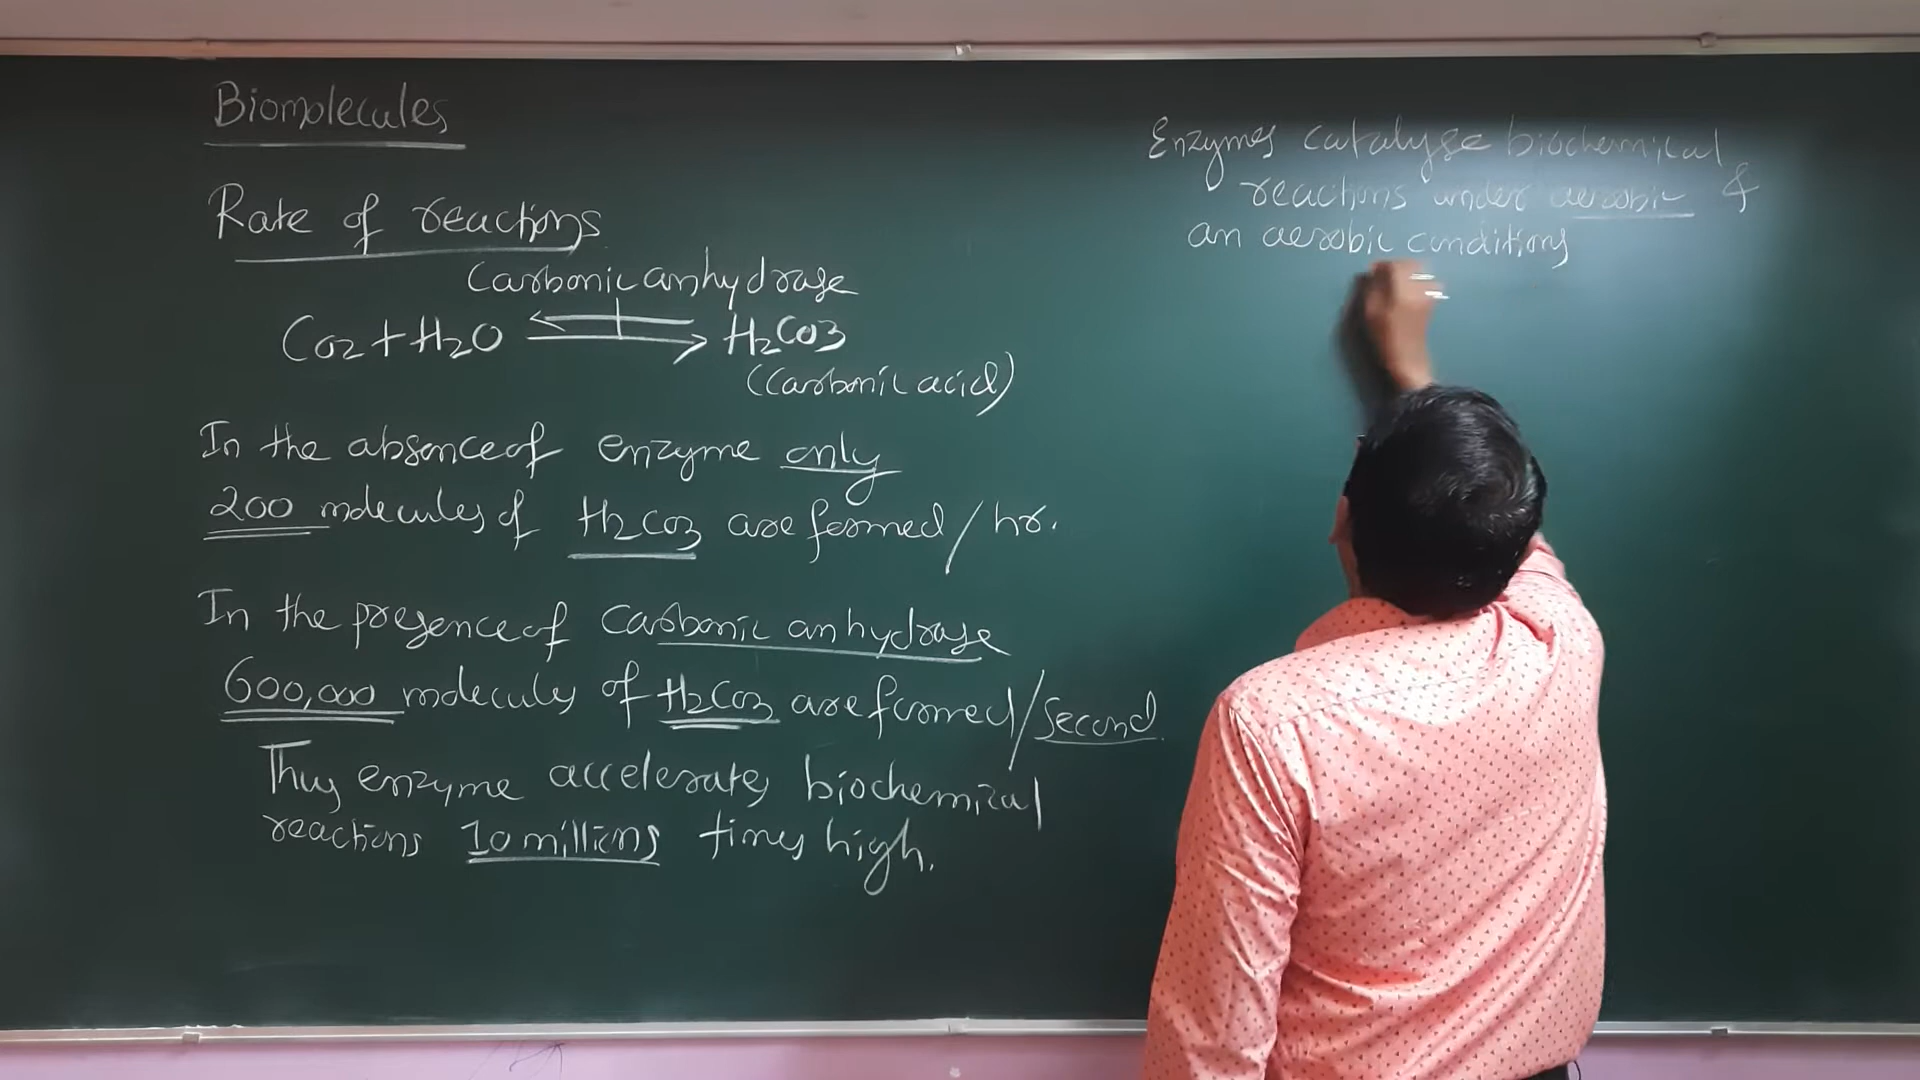 Biomolecules
Rate of reactions
Carbonic anhydrase
CO2 + H2O ⇌ H2CO3
(Carbonic acid)
In the absence of enzyme only
200 molecules of H2CO3 are formed / hr.
In the presence of Carbonic anhydrase
600,000 molecules of H2CO3 are formed / second
Thus enzyme accelerates biochemical
reactions 10 millions times high.
Enzymes catalyse biochemical
reactions under aerobic &
an aerobic conditions